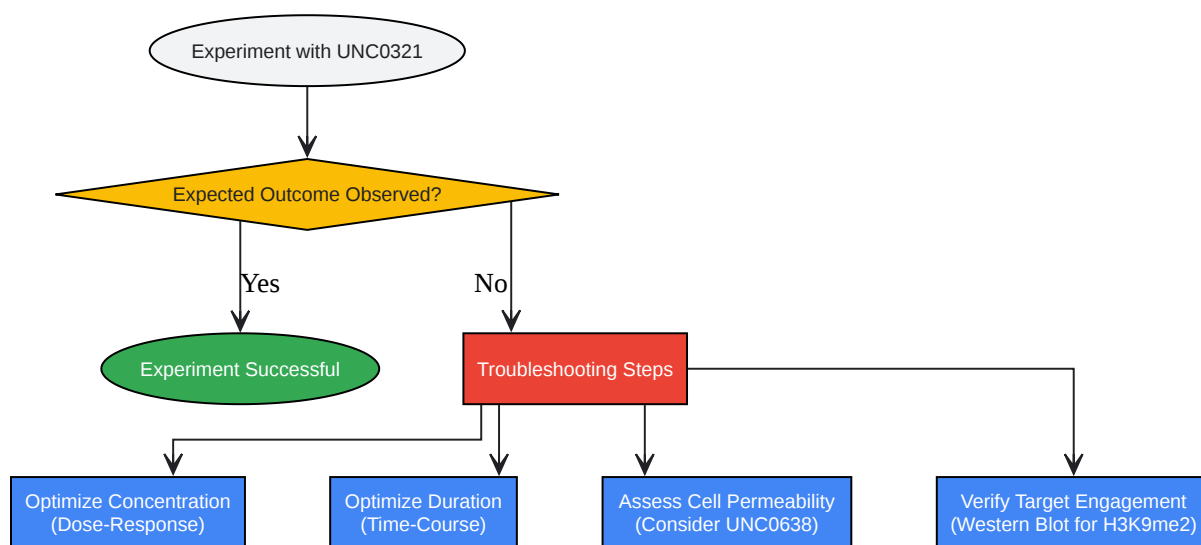 Experiment with UNC0321
Expected Outcome Observed?
Yes
No
Experiment Successful
Troubleshooting Steps
Optimize Concentration
(Dose-Response)
Optimize Duration
(Time-Course)
Assess Cell Permeability
(Consider UNC0638)
Verify Target Engagement
(Western Blot for H3K9me2)